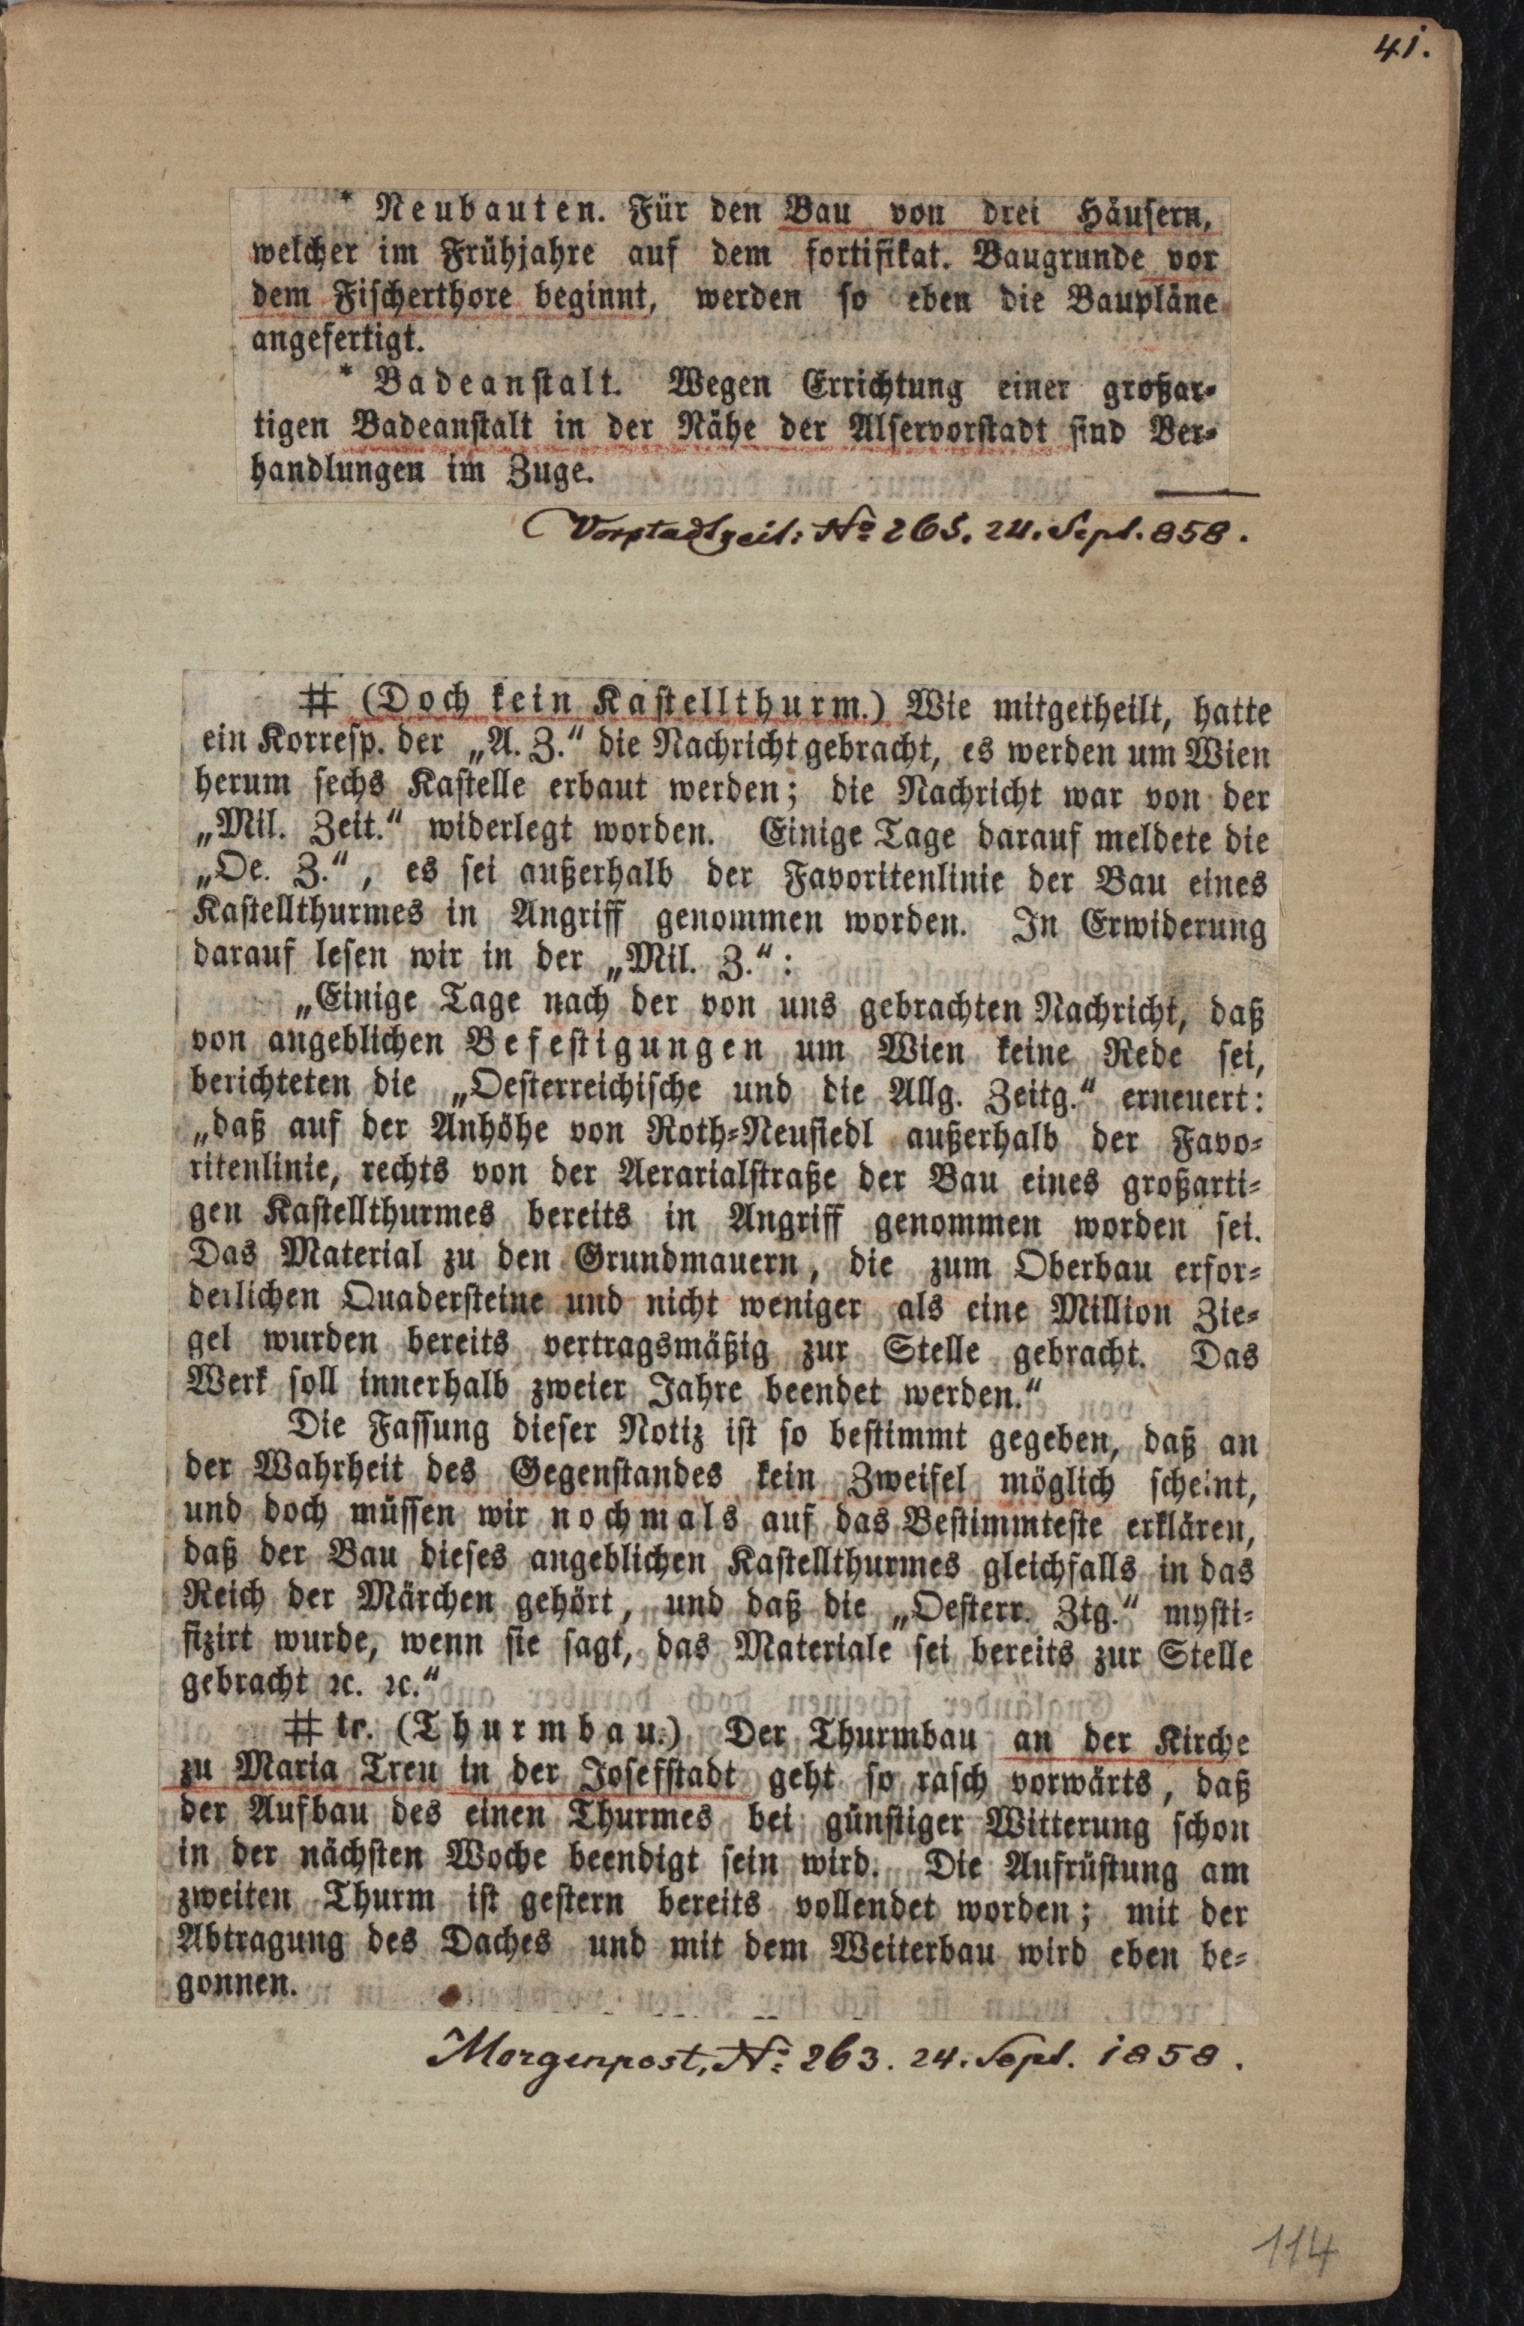 41.
* Neubauten. Für den Bau von drei Häusern,
welcher im Frühjahre auf dem fortifikat. Baugrunde vor
dem Fischerthore beginnt, werden so eben die Baupläne
angefertigt.
* Badeanstalt. Wegen Errichtung einer großar-
tigen Badeanstalt in der Nähe der Alservorstadt sind Ver-
handlungen im Zuge.
Vorstadtzeit: No 263. 24. Sept. 858.
# (Doch kein Kastellthurm.) Wie mitgetheilt, hatte
ein Korresp. der „A. Z.“ die Nachricht gebracht, es werden um Wien
herum sechs Kastelle erbaut werden; die Nachricht war von der
„Mil. Zeit.“ widerlegt worden. Einige Tage darauf meldete die
„Oe. Z.“, es sei außerhalb der Favoritenlinie der Bau eines
Kastellthurmes in Angriff genommen worden. In Erwiderung
darauf lesen wir in der „Mil. Z.“:
„Einige Tage nach der von uns gebrachten Nachricht, daß
von angeblichen Befestigungen um Wien keine Rede sei,
berichteten die „Oesterreichische und die Allg. Zeitg.“ erneuert:
„daß auf der Anhöhe von Roth-Neusiedl außerhalb der Favo-
ritenlinie, rechts von der Aerarialstraße der Bau eines großarti-
gen Kastellthurmes bereits in Angriff genommen worden sei.
Das Material zu den Grundmauern, die zum Oberbau erfor-
derlichen Quadersteine und nicht weniger als eine Million Zie-
gel wurden bereits vertragsmäßig zur Stelle gebracht. Das
Werk soll innerhalb zweier Jahre beendet werden.“
Die Fassung dieser Notiz ist so bestimmt gegeben, daß an
der Wahrheit des Gegenstandes kein Zweifel möglich scheint,
und doch müssen wir nochmals auf das Bestimmteste erklären,
daß der Bau dieses angeblichen Kastellthurmes gleichfalls in das
Reich der Märchen gehört, und daß die „Oesterr. Ztg.“ mysti-
fizirt wurde, wenn sie sagt, das Materiale sei bereits zur Stelle
gebracht ꝛc. ꝛc.“
# tr. (Thurmbau.) Der Thurmbau an der Kirche
zu Maria Treu in der Josefstadt geht so rasch vorwärts, daß
der Aufbau des einen Thurmes bei günstiger Witterung schon
in der nächsten Woche beendigt sein wird. Die Aufrüstung am
zweiten Thurm ist gestern bereits vollendet worden; mit der
Abtragung des Daches und mit dem Weiterbau wird eben be-
gonnen.
Morgenpost, No: 263. 24. Sept. 1858.
114